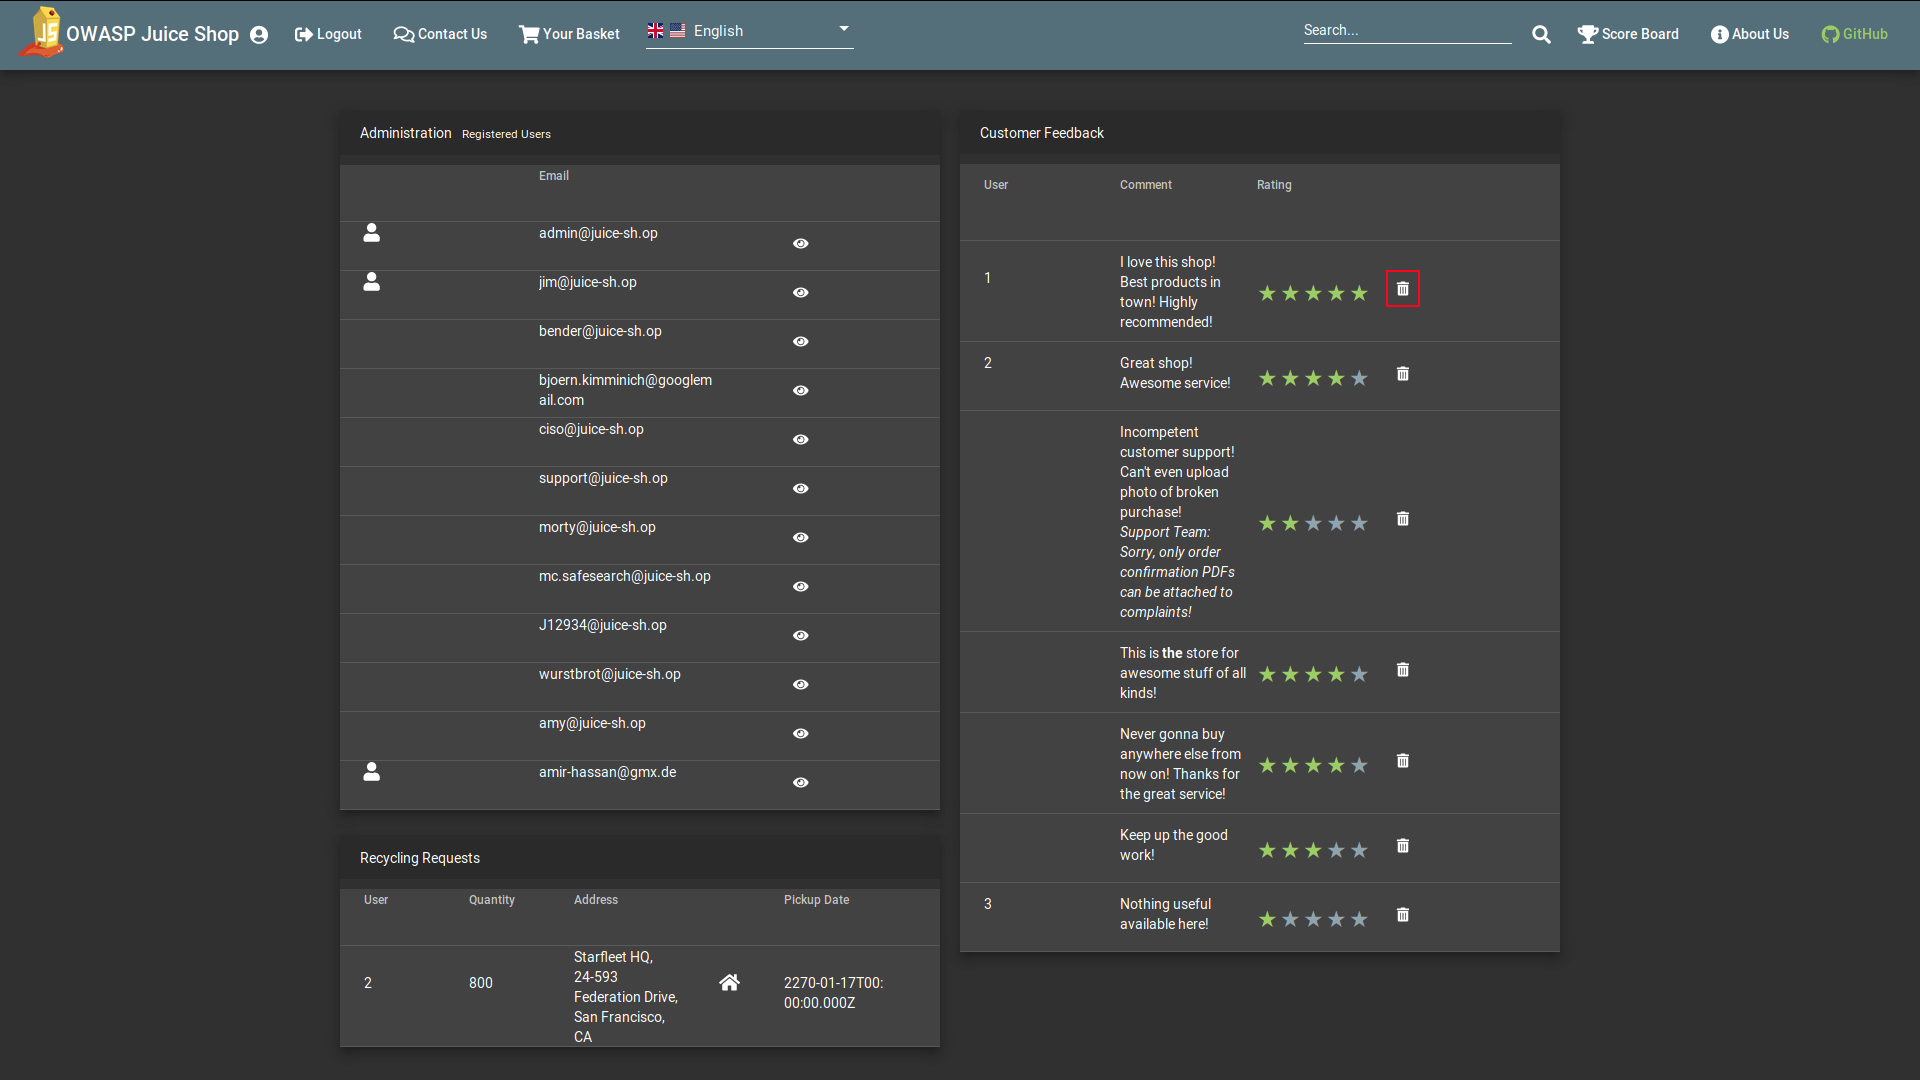 OWASP Juice Shop Logout Contact Us Your Basket English Search... Score Board About Us GitHub
Administration Registered Users
Email
admin@juice-sh.op
jim@juice-sh.op
bender@juice-sh.op
bjoern.kimminich@googlem
ail.com
ciso@juice-sh.op
support@juice-sh.op
morty@juice-sh.op
mc.safesearch@juice-sh.op
J12934@juice-sh.op
wurstbrot@juice-sh.op
amy@juice-sh.op
amir-hassan@gmx.de
Recycling Requests
User Quantity Address Pickup Date
2 800
Starfleet HQ,
24-593
Federation Drive,
San Francisco,
CA
2270-01-17T00:
00:00.000Z
Customer Feedback
User Comment Rating
1
I love this shop!
Best products in
town! Highly
recommended!
2
Great shop!
Awesome service!
Incompetent
customer support!
Can't even upload
photo of broken
purchase!
Support Team:
Sorry, only order
confirmation PDFs
can be attached to
complaints!
This is the store for
awesome stuff of all
kinds!
Never gonna buy
anywhere else from
now on! Thanks for
the great service!
Keep up the good
work!
3
Nothing useful
available here!